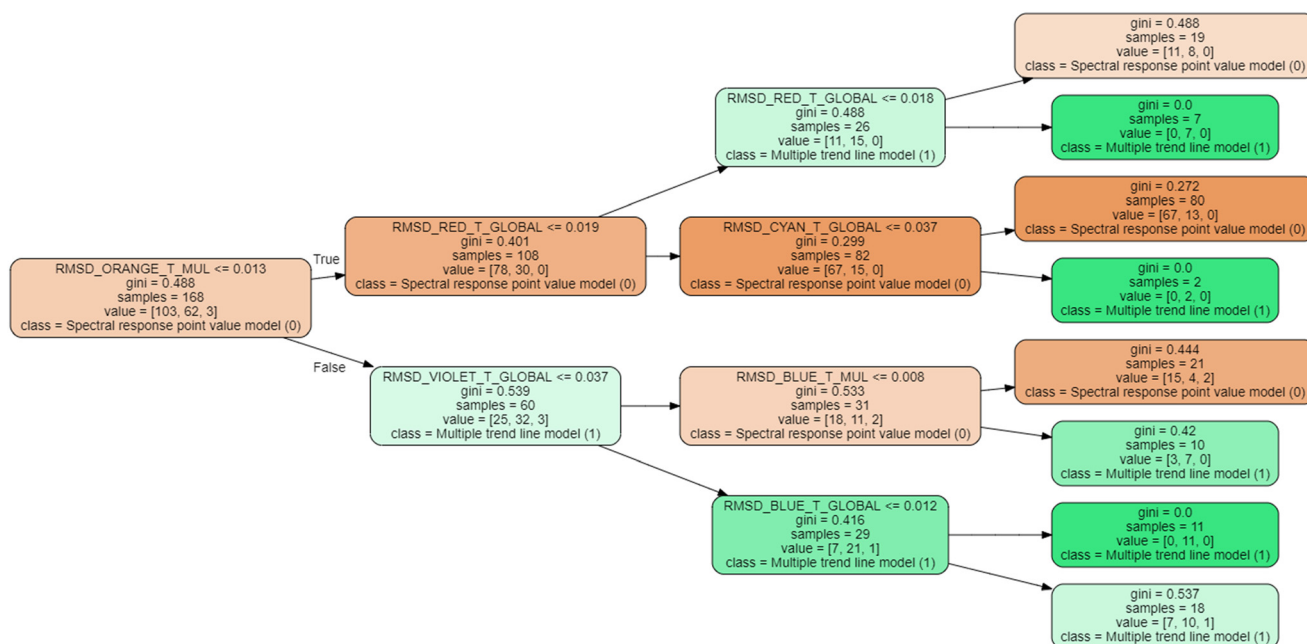 RMSD_ORANGE_T_MUL <= 0.013
gini = 0.488
samples = 168
value = [103, 62, 3]
class = Spectral response point value model (0)
True
False
RMSD_RED_T_GLOBAL <= 0.019
gini = 0.401
samples = 108
value = [78, 30, 0]
class = Spectral response point value model (0)
RMSD_VIOLET_T_GLOBAL <= 0.037
gini = 0.539
samples = 60
value = [25, 32, 3]
class = Multiple trend line model (1)
RMSD_RED_T_GLOBAL <= 0.018
gini = 0.488
samples = 26
value = [11, 15, 0]
class = Multiple trend line model (1)
RMSD_CYAN_T_GLOBAL <= 0.037
gini = 0.299
samples = 82
value = [67, 15, 0]
class = Spectral response point value model (0)
RMSD_BLUE_T_MUL <= 0.008
gini = 0.533
samples = 31
value = [18, 11, 2]
class = Spectral response point value model (0)
RMSD_BLUE_T_GLOBAL <= 0.012
gini = 0.416
samples = 29
value = [7, 21, 1]
class = Multiple trend line model (1)
gini = 0.488
samples = 19
value = [11, 8, 0]
class = Spectral response point value model (0)
gini = 0.0
samples = 7
value = [0, 7, 0]
class = Multiple trend line model (1)
gini = 0.272
samples = 80
value = [67, 13, 0]
class = Spectral response point value model (0)
gini = 0.0
samples = 2
value = [0, 2, 0]
class = Multiple trend line model (1)
gini = 0.444
samples = 21
value = [15, 4, 2]
class = Spectral response point value model (0)
gini = 0.42
samples = 10
value = [3, 7, 0]
class = Multiple trend line model (1)
gini = 0.0
samples = 11
value = [0, 11, 0]
class = Multiple trend line model (1)
gini = 0.537
samples = 18
value = [7, 10, 1]
class = Multiple trend line model (1)